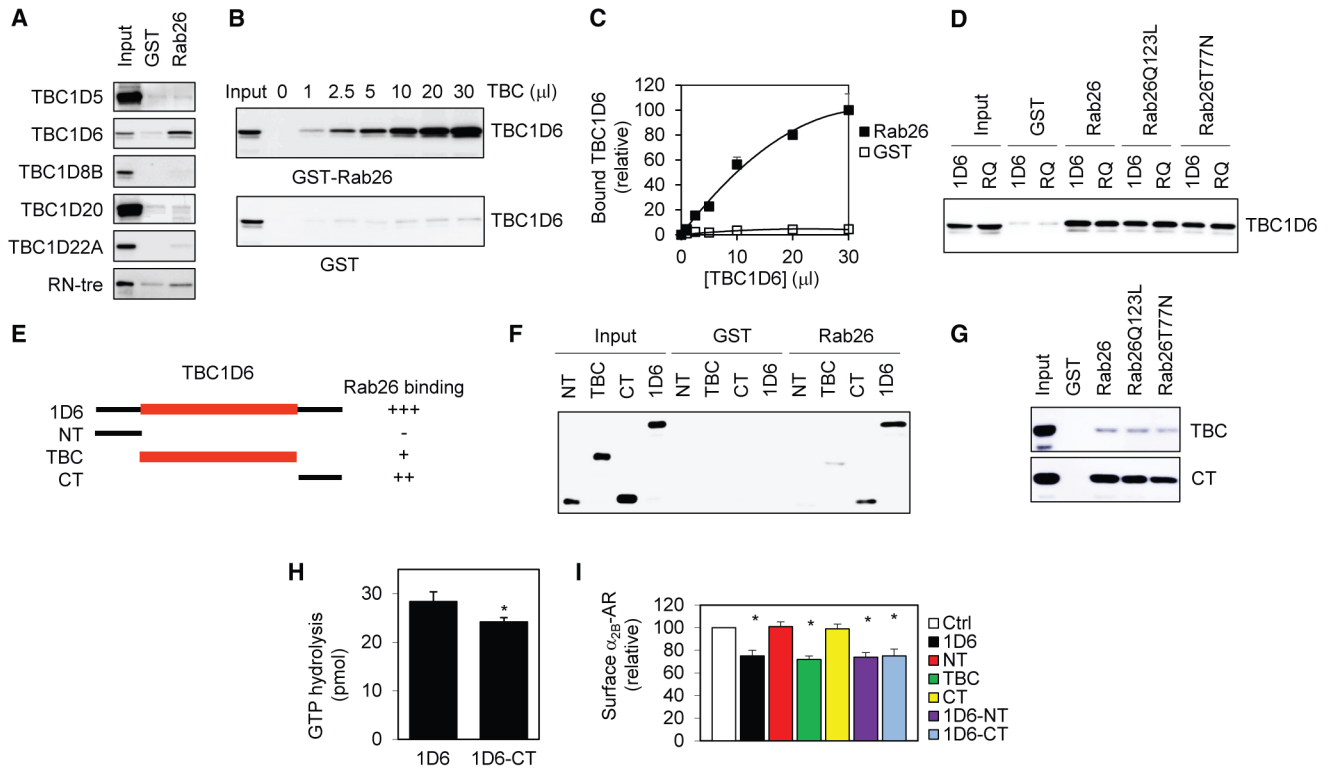 A
Input
GST
Rab26
TBC1D5
TBC1D6
TBC1D8B
TBC1D20
TBC1D22A
RN-tre
B
Input 0 1 2.5 5 10 20 30 TBC (μl)
TBC1D6
GST-Rab26
TBC1D6
GST
C
Bound TBC1D6
(relative)
120
100
80
60
40
20
0
0 10 20 30
[TBC1D6] (μl)
Rab26
GST
D
Input
GST
Rab26
Rab26Q123L
Rab26T77N
1D6 RQ 1D6 RQ 1D6 RQ 1D6 RQ 1D6 RQ
TBC1D6
E
TBC1D6
Rab26 binding
1D6 +++
NT -
TBC +
CT ++
F
Input GST Rab26
NT TBC CT 1D6 NT TBC CT 1D6 NT TBC CT 1D6
G
Input
GST
Rab26
Rab26Q123L
Rab26T77N
TBC
CT
H
GTP hydrolysis
(pmol)
30
20
10
0
*
1D6 1D6-CT
I
Surface α2B-AR
(relative)
120
100
80
60
40
20
0
* * * *
Ctrl
1D6
NT
TBC
CT
1D6-NT
1D6-CT